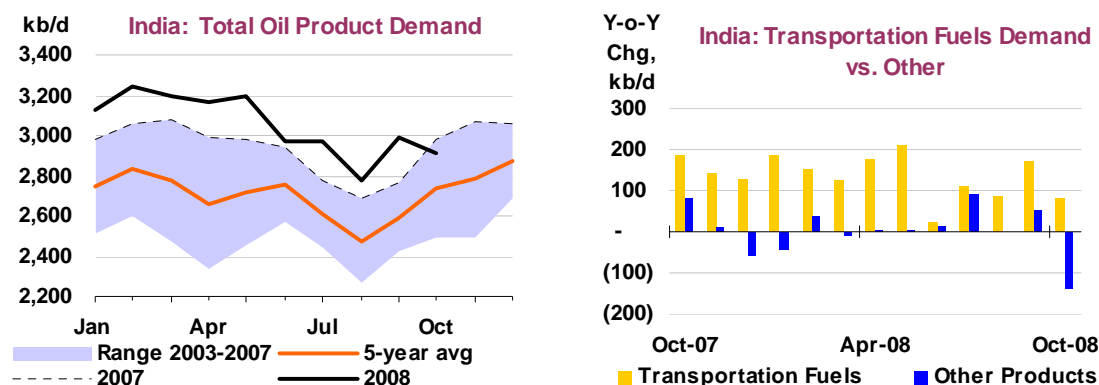 kb/d
India: Total Oil Product Demand
3,400
3,200
3,000
2,800
2,600
2,400
2,200
Jan Apr Jul Oct
Range 2003-2007 5-year avg
2007 2008
Y-o-Y
Chg,
kb/d
India: Transportation Fuels Demand
vs. Other
300
200
100
-
(100)
(200)
Oct-07 Apr-08 Oct-08
Transportation Fuels Other Products